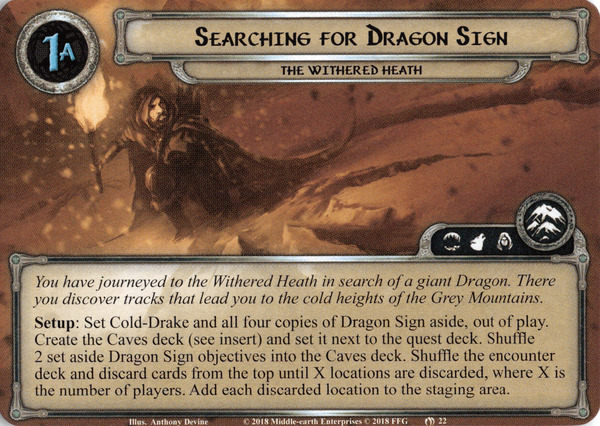 1A
Searching for Dragon Sign
The Withered Heath
You have journeyed to the Withered Heath in search of a giant Dragon. There
you discover tracks that lead you to the cold heights of the Grey Mountains.
Setup: Set Cold-Drake and all four copies of Dragon Sign aside, out of play.
Create the Caves deck (see insert) and set it next to the quest deck. Shuffle
2 set aside Dragon Sign objectives into the Caves deck. Shuffle the encounter
deck and discard cards from the top until X locations are discarded, where X is
the number of players. Add each discarded location to the staging area.
Illus. Anthony Devine © 2018 Middle-earth Enterprises © 2018 FFG 22